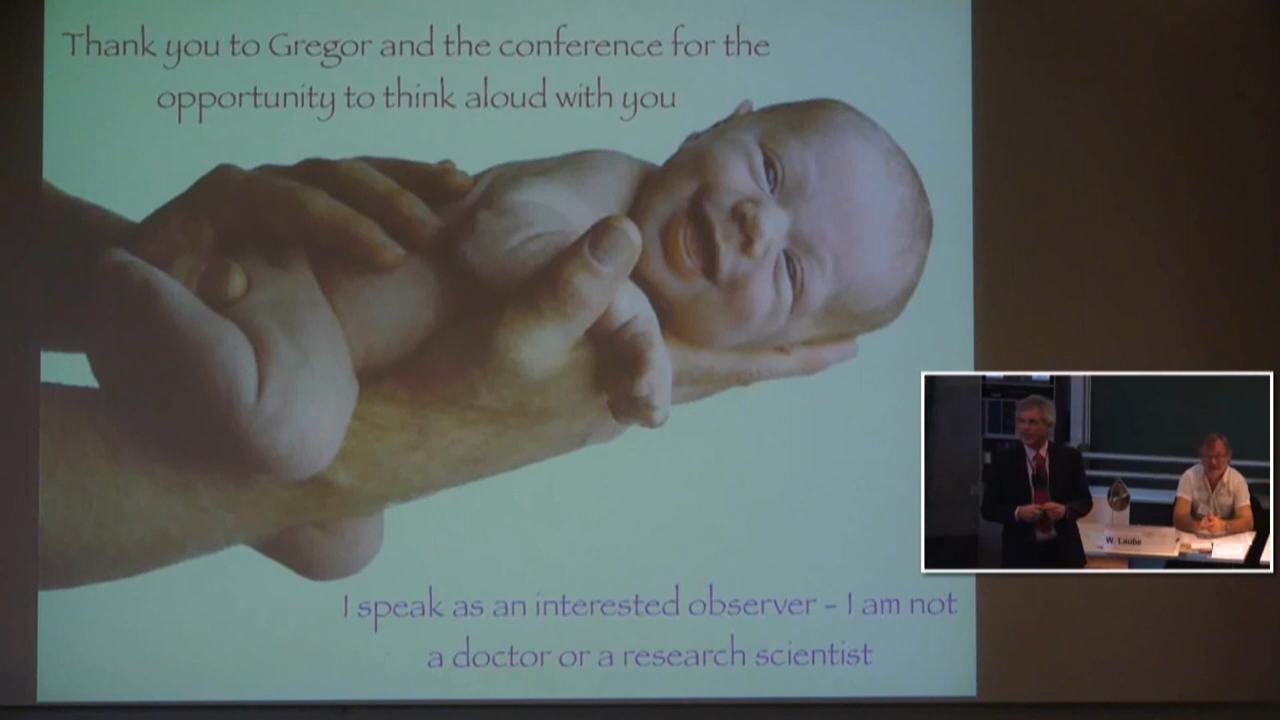 Thank you to Gregor and the conference for the
opportunity to think aloud with you
I speak as an interested observer - I am not
a doctor or a research scientist
W. Laube